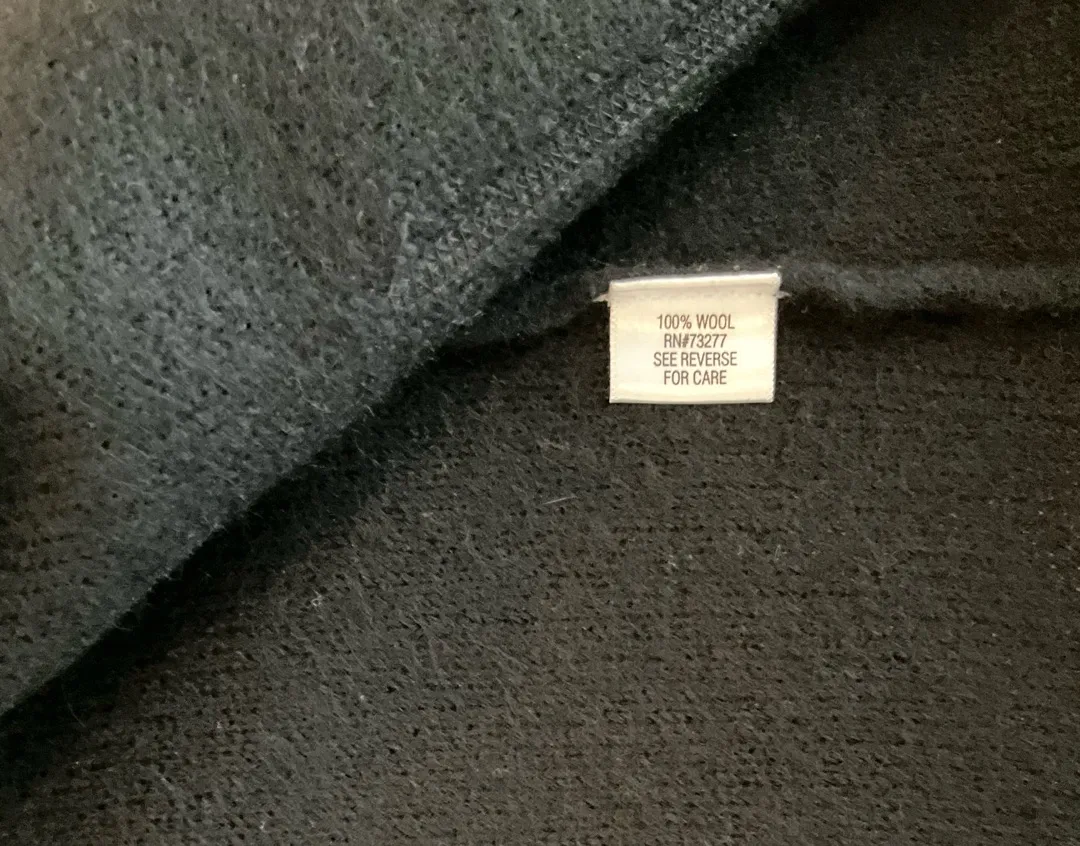 100% WOOL
RN#73277
SEE REVERSE
FOR CARE